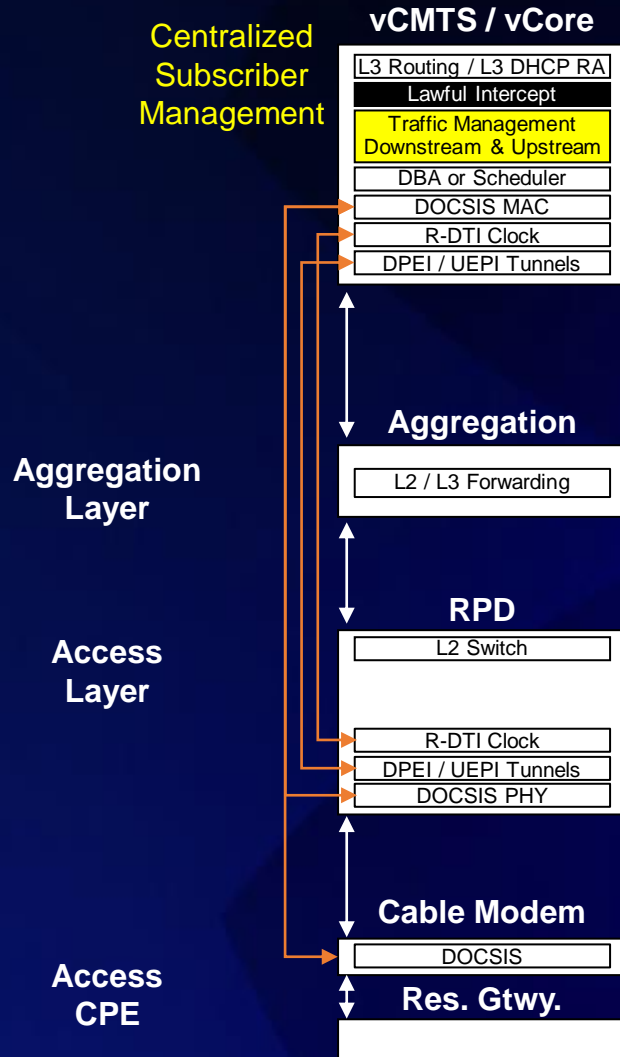 vCMTS / vCore
Centralized
Subscriber
Management
L3 Routing / L3 DHCP RA
Lawful Intercept
Traffic Management
Downstream & Upstream
DBA or Scheduler
DOCSIS MAC
R-DTI Clock
DPEI / UEPI Tunnels
Aggregation
Aggregation
Layer
L2 / L3 Forwarding
RPD
Access
Layer
L2 Switch
R-DTI Clock
DPEI / UEPI Tunnels
DOCSIS PHY
Cable Modem
DOCSIS
Access
CPE
Res. Gtwy.